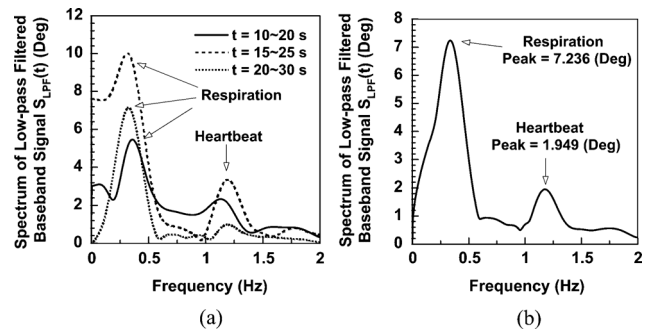 Spectrum of Low-pass Filtered
Baseband Signal S_LPF(t) (Deg)
12
10
8
6
4
2
0
t = 10~20 s
t = 15~25 s
t = 20~30 s
Respiration
Heartbeat
0 0.5 1 1.5 2
Frequency (Hz)
(a)
Spectrum of Low-pass Filtered
Baseband Signal S_LPF(t) (Deg)
8
7
6
5
4
3
2
1
0
Respiration
Peak = 7.236 (Deg)
Heartbeat
Peak = 1.949 (Deg)
0 0.5 1 1.5 2
Frequency (Hz)
(b)